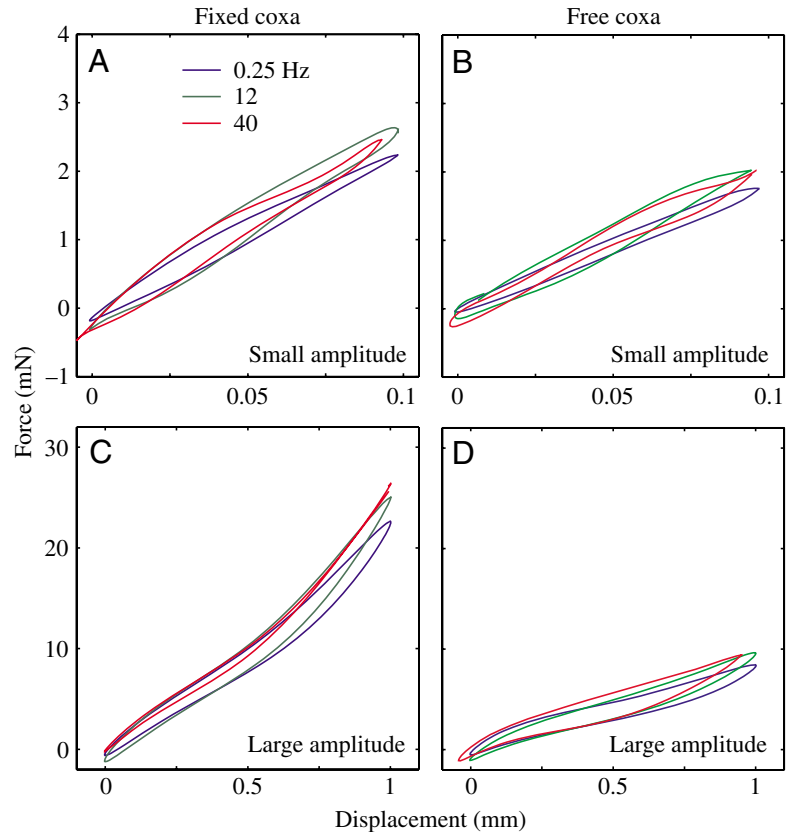 Fixed coxa
Free coxa
A
0.25 Hz
12
40
4
3
2
1
0
–1
Small amplitude
0
0.05
0.1
B
Small amplitude
0
0.05
0.1
Force (mN)
C
30
20
10
0
Large amplitude
0
0.5
1
D
Large amplitude
0
0.5
1
Displacement (mm)